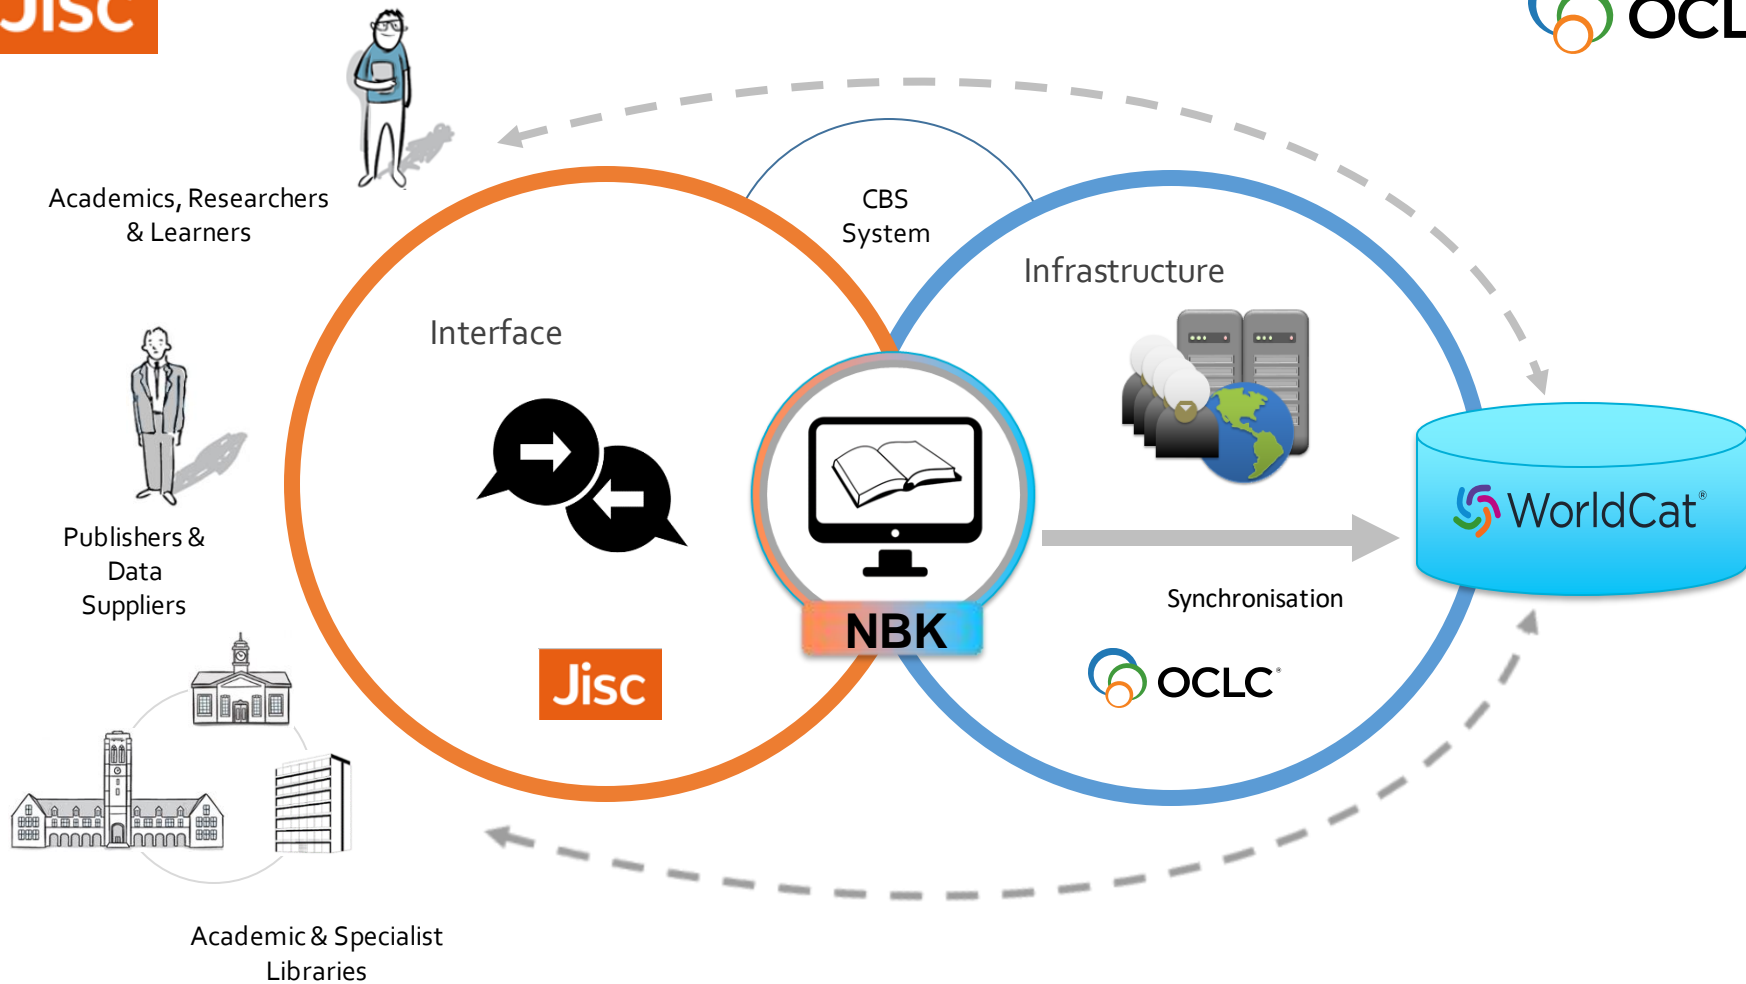 Jisc
OCL
Academics, Researchers
& Learners
CBS
System
Infrastructure
Interface
Publishers &
Data
Suppliers
WorldCat®
Synchronisation
NBK
Jisc
OCLC®
Academic & Specialist
Libraries